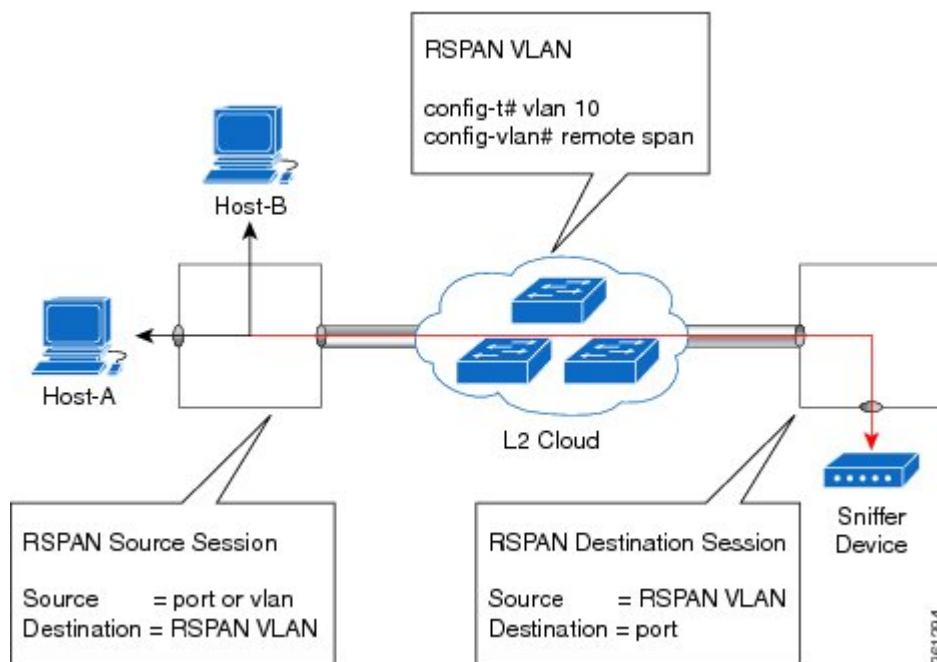 RSPAN VLAN
config-t# vlan 10
config-vlan# remote span
Host-B
Host-A
L2 Cloud
Sniffer
Device
RSPAN Source Session
Source = port or vlan
Destination = RSPAN VLAN
RSPAN Destination Session
Source = RSPAN VLAN
Destination = port